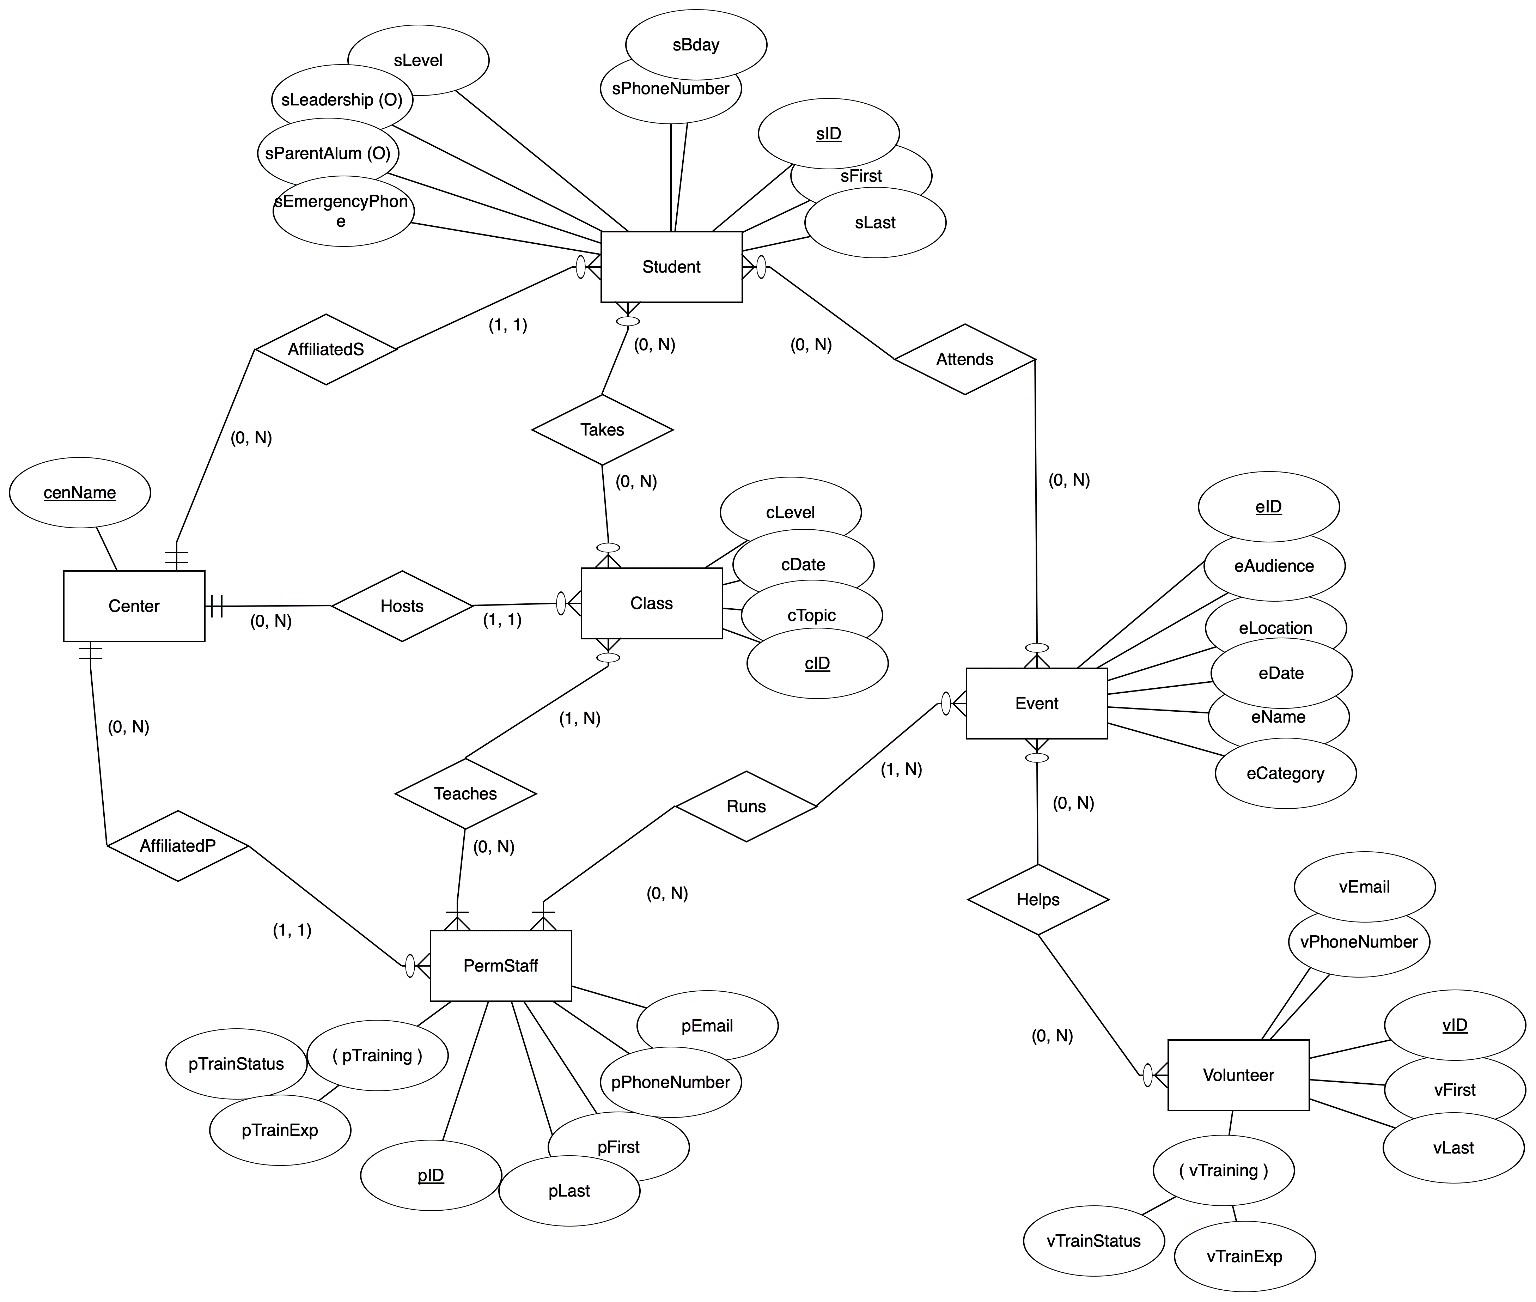 sBday
sLevel
sPhoneNumber
sLeadership (O)
sID
sParentAlum (O)
sFirst
sEmergencyPhon
e
sLast
Student
(1, 1)
(0, N)
(0, N)
AffiliatedS
Attends
Takes
(0, N)
(0, N)
(0, N)
cenName
eID
cLevel
cDate
eAudience
Center
Hosts
Class
(0, N)
(1, 1)
cTopic
eLocation
cID
eDate
Event
eName
(0, N)
(1, N)
(1, N)
eCategory
Teaches
Runs
(0, N)
AffiliatedP
(0, N)
(0, N)
vEmail
Helps
(1, 1)
vPhoneNumber
PermStaff
pEmail
vID
(0, N)
( pTraining )
pTrainStatus
Volunteer
pPhoneNumber
vFirst
pTrainExp
pFirst
vLast
pID
pLast
( vTraining )
vTrainStatus
vTrainExp